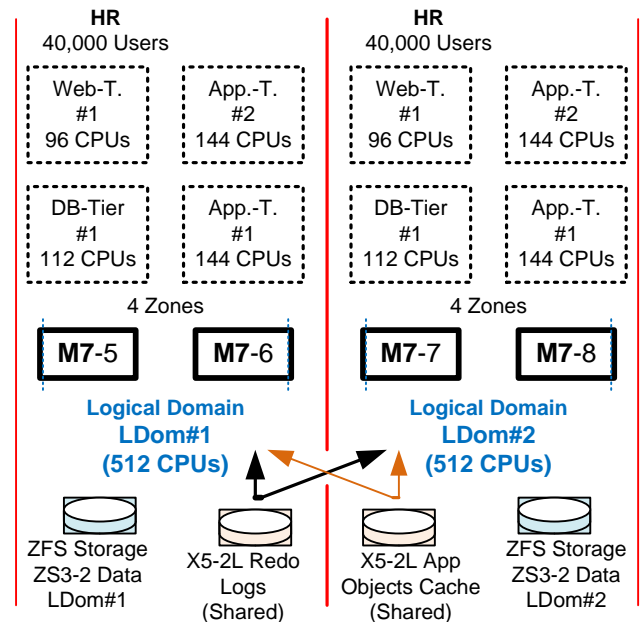 HR
40,000 Users
Web-T.
#1
96 CPUs
App.-T.
#2
144 CPUs
DB-Tier
#1
112 CPUs
App.-T.
#1
144 CPUs
4 Zones
M7-5
M7-6
Logical Domain
LDom#1
(512 CPUs)
ZFS Storage
ZS3-2 Data
LDom#1
X5-2L Redo
Logs
(Shared)
HR
40,000 Users
Web-T.
#1
96 CPUs
App.-T.
#2
144 CPUs
DB-Tier
#1
112 CPUs
App.-T.
#1
144 CPUs
4 Zones
M7-7
M7-8
Logical Domain
LDom#2
(512 CPUs)
X5-2L App
Objects Cache
(Shared)
ZFS Storage
ZS3-2 Data
LDom#2